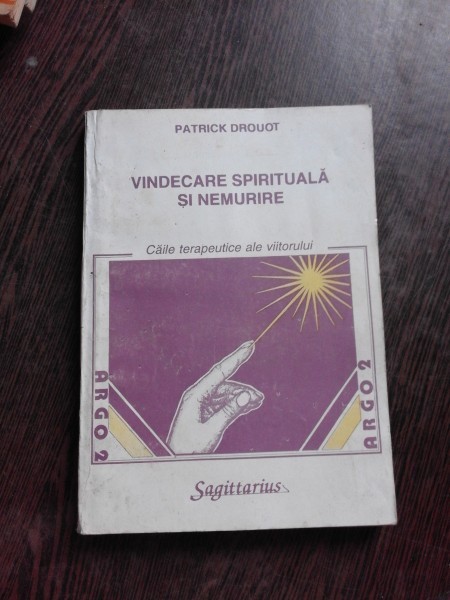 PATRICK DROUOT
VINDECARE SPIRITUALĂ
ȘI NEMURIRE
Căile terapeutice ale viitorului
ARGO 2
ARGO 2
Sagittarius